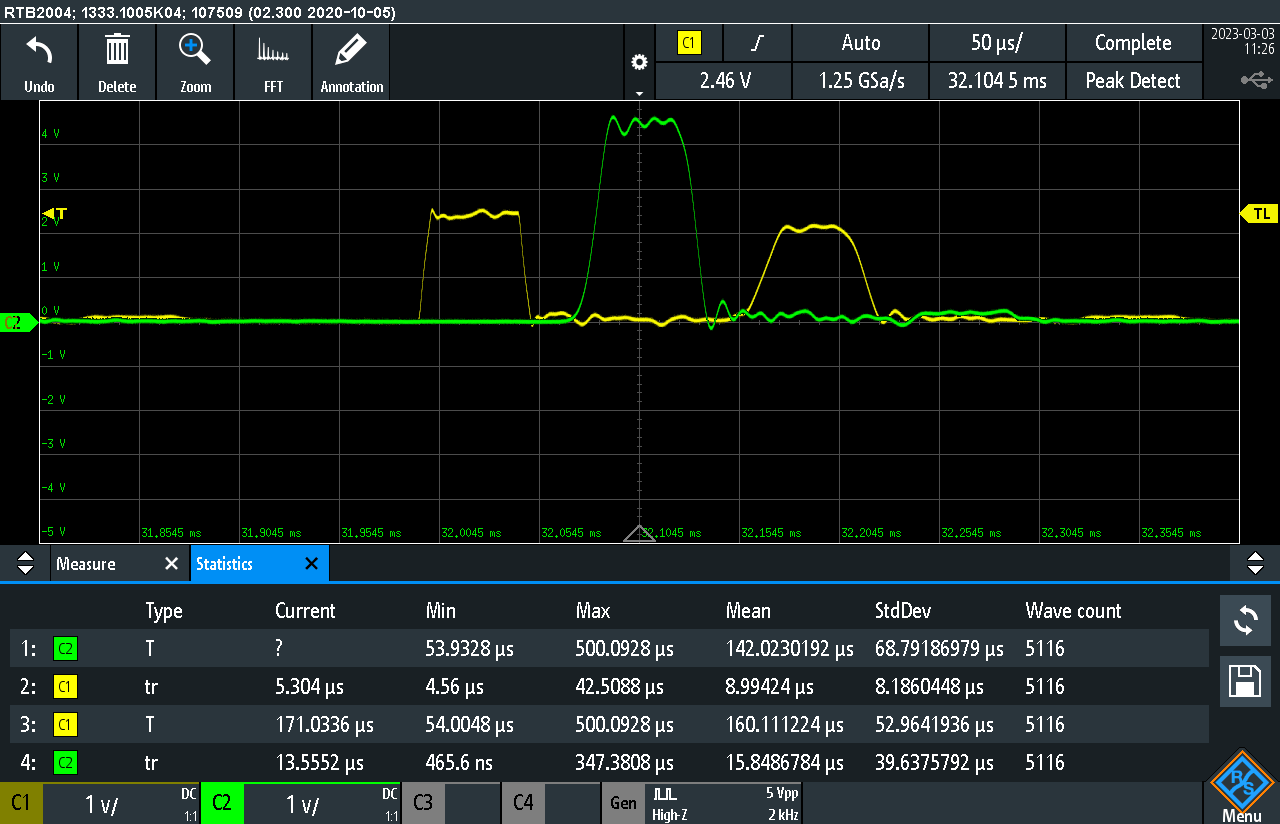 RTB2004; 1333.1005K04; 107509 (02.300 2020-10-05)
Undo Delete Zoom FFT Annotation
C1 Auto 50 µs/ Complete 2023-03-03
11:26
2.46 V 1.25 GSa/s 32.104 5 ms Peak Detect
4 V
3 V
T TL
2 V
1 V
0 V
C2
-1 V
-2 V
-3 V
-4 V
-5 V 31.8545 ms 31.9045 ms 31.9545 ms 32.0045 ms 32.0545 ms 32.1045 ms 32.1545 ms 32.2045 ms 32.2545 ms 32.3045 ms 32.3545 ms
Measure Statistics
Type Current Min Max Mean StdDev Wave count
1: C2 T ? 53.9328 µs 500.0928 µs 142.0230192 µs 68.79186979 µs 5116
2: C1 tr 5.304 µs 4.56 µs 42.5088 µs 8.99424 µs 8.1860448 µs 5116
3: C1 T 171.0336 µs 54.0048 µs 500.0928 µs 160.111224 µs 52.9641936 µs 5116
4: C2 tr 13.5552 µs 465.6 ns 347.3808 µs 15.8486784 µs 39.6375792 µs 5116
C1 1 V/ DC 1:1 C2 1 V/ DC 1:1 C3 C4 Gen High-Z 5 Vpp 2 kHz
R S
Menu